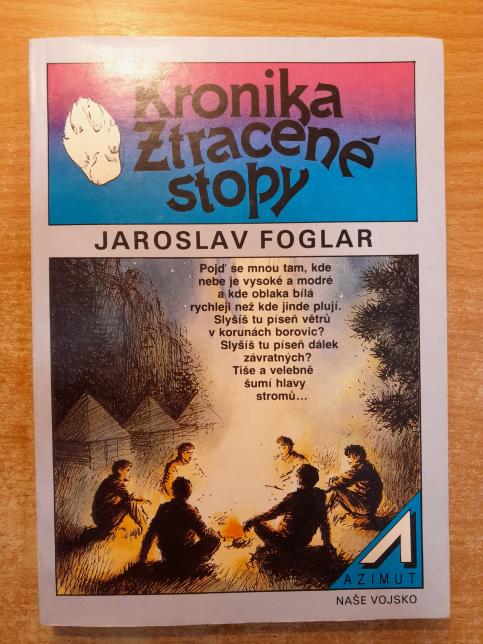 Kronika
Ztracené
stopy
JAROSLAV FOGLAR
Pojď se mnou tam, kde
nebe je vysoké a modré
a kde oblaka bílá
rychleji než kde jinde plují.
Slyšíš tu píseň větrů
v korunách borovic?
Slyšíš tu píseň dálek
závratných?
Tiše a velebně
šumí hlavy
stromů...
AZIMUT
NAŠE VOJSKO